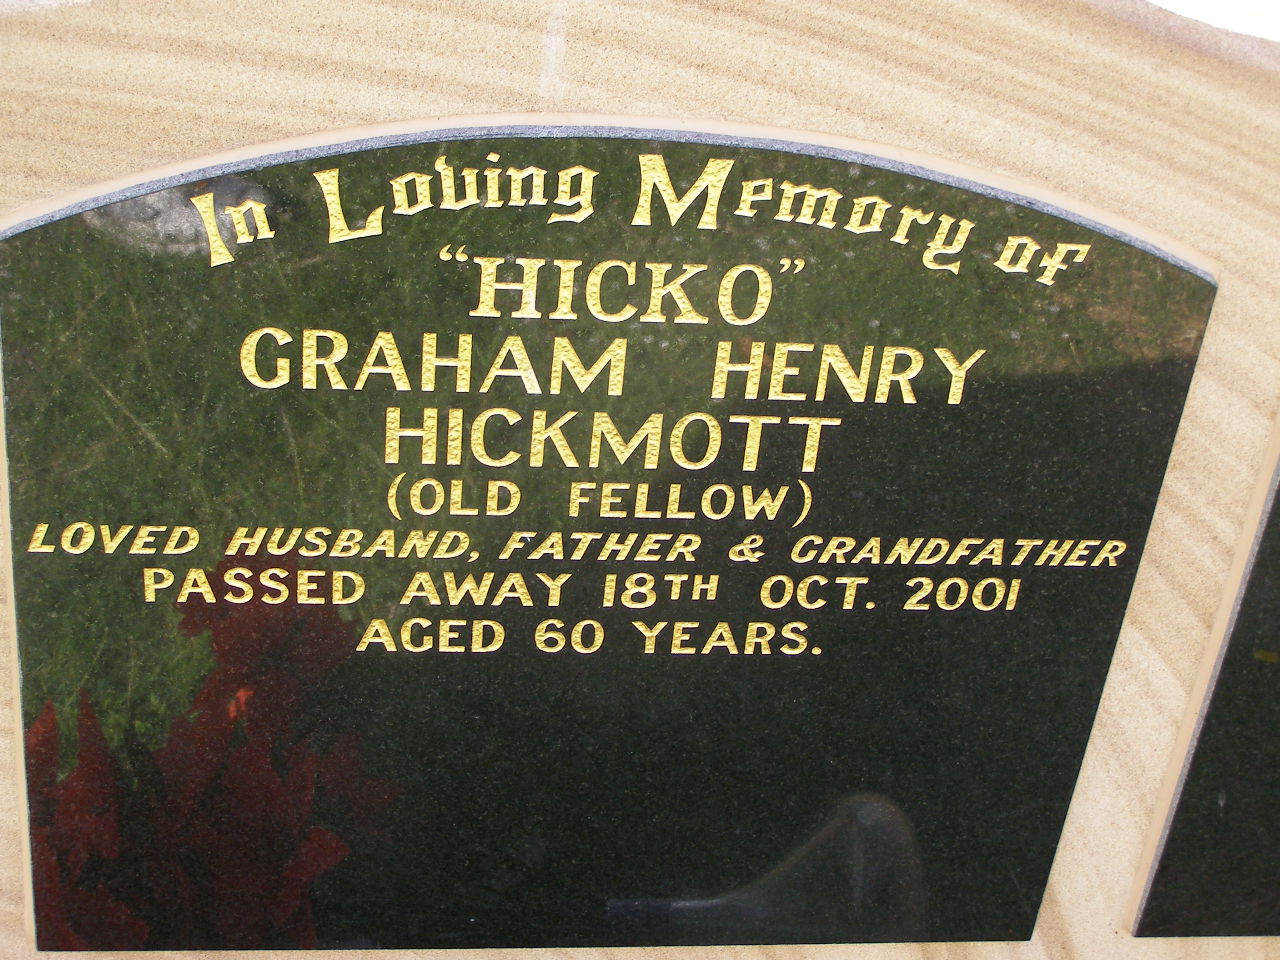 In Loving Memory of
“HICKO”
GRAHAM HENRY
HICKMOTT
(OLD FELLOW)
LOVED HUSBAND, FATHER & GRANDFATHER
PASSED AWAY 18TH OCT. 2001
AGED 60 YEARS.